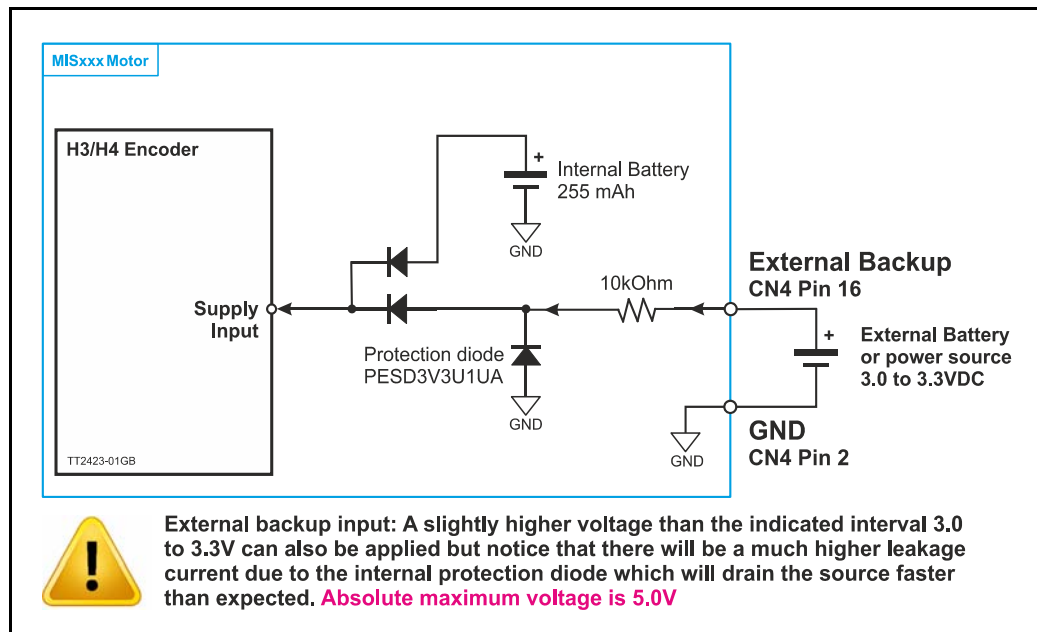 MISxxx Motor
H3/H4 Encoder
+
Internal Battery
255 mAh
GND
External Backup
CN4 Pin 16
10kOhm
Supply
Input
+
External Battery
or power source
3.0 to 3.3VDC
Protection diode
PESD3V3U1UA
GND
GND
GND
CN4 Pin 2
TT2423-01GB
External backup input: A slightly higher voltage than the indicated interval 3.0
to 3.3V can also be applied but notice that there will be a much higher leakage
current due to the internal protection diode which will drain the source faster
than expected. Absolute maximum voltage is 5.0V